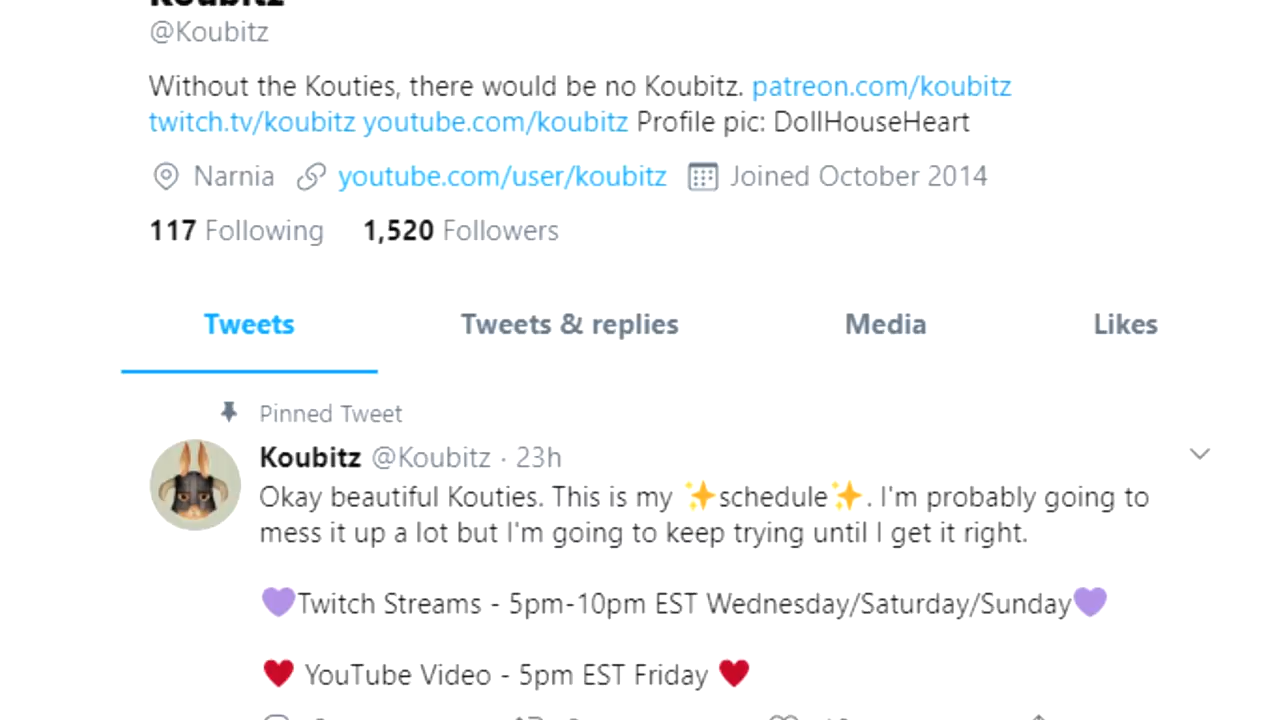 Koubitz
@Koubitz
Without the Kouties, there would be no Koubitz. patreon.com/koubitz
twitch.tv/koubitz youtube.com/koubitz Profile pic: DollHouseHeart
Narnia youtube.com/user/koubitz Joined October 2014
117 Following 1,520 Followers
Tweets Tweets & replies Media Likes
Pinned Tweet
Koubitz @Koubitz · 23h
Okay beautiful Kouties. This is my ✨schedule✨. I'm probably going to
mess it up a lot but I'm going to keep trying until I get it right.
💜Twitch Streams - 5pm-10pm EST Wednesday/Saturday/Sunday💜
♥ YouTube Video - 5pm EST Friday ♥